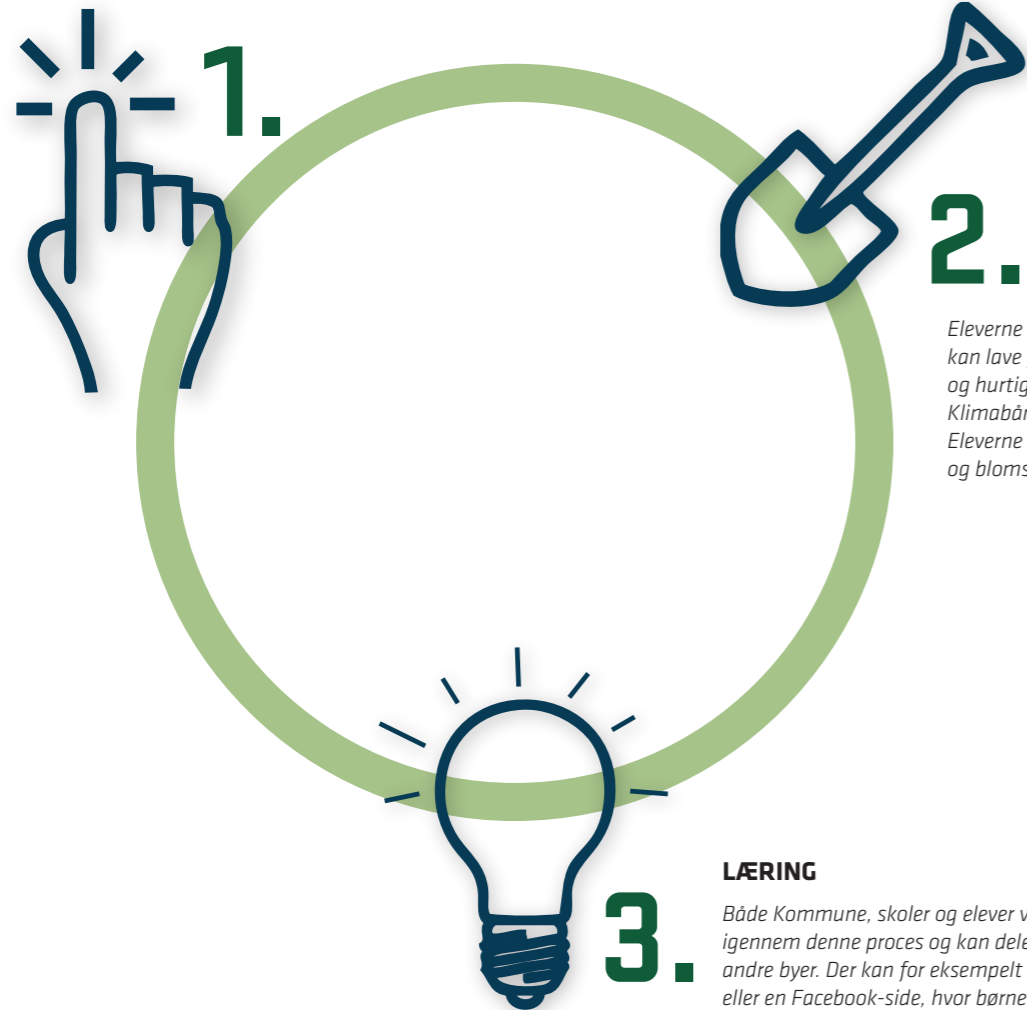 1.
2.
Eleverne
kan lave
og hurtig
Klimabår
Eleverne
og bloms
LÆRING
3.
Både Kommune, skoler og elever v
igennem denne proces og kan dele
andre byer. Der kan for eksempelt
eller en Facebook-side, hvor børne